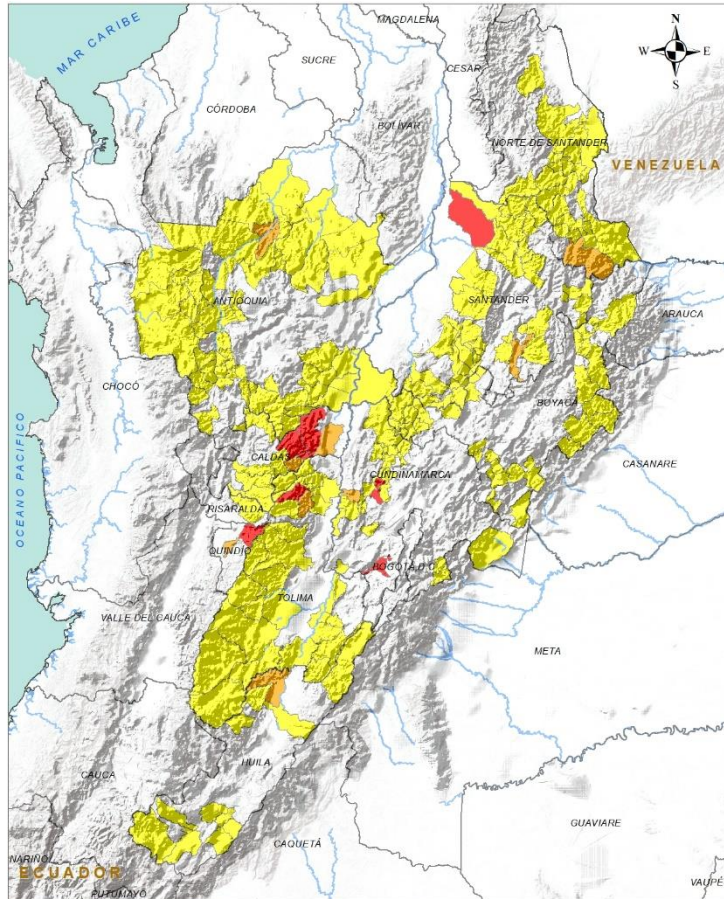 MAGDALENA
N
MAR CARIBE
SUCRE
CESAR
W
E
S
CÓRDOBA
BOLÍVAR
NORTE DE SANTANDER
VENEZUELA
ANTIOQUIA
SANTANDER
ARAUCA
CHOCÓ
BOYACÁ
OCEANO PACIFICO
CALDAS
CUNDINAMARCA
CASANARE
RISARALDA
QUINDÍO
BOGOTÁ D.C.
TOLIMA
VALLE DEL CAUCA
META
HUILA
CAUCA
GUAVIARE
CAQUETÁ
NARIÑO
ECUADOR
VAUPÉ
PUTUMAYO